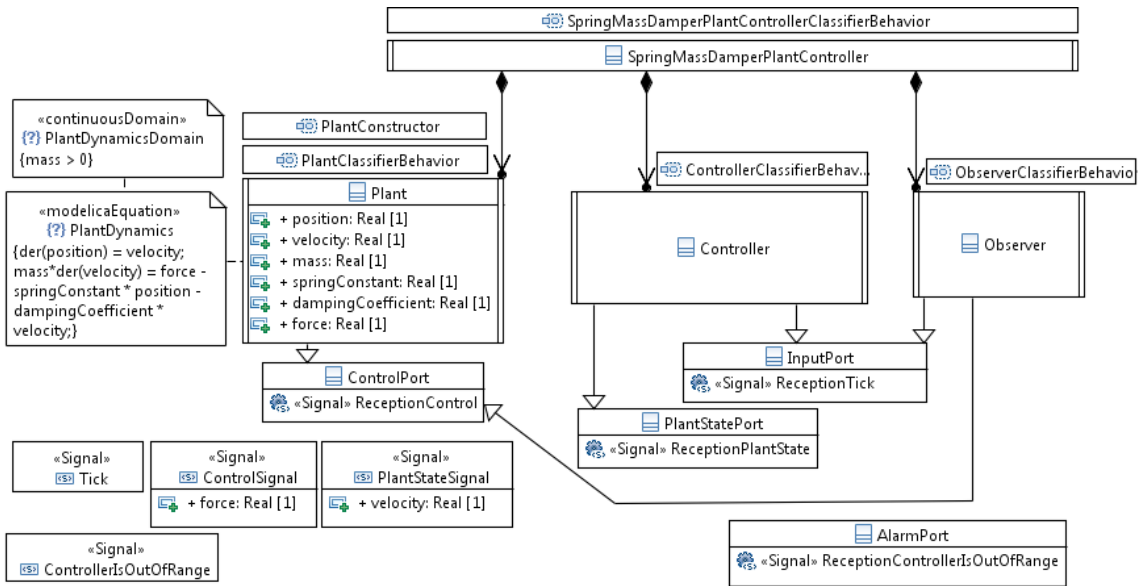 SpringMassDamperPlantControllerClassifierBehavior
SpringMassDamperPlantController
«continuousDomain»
{?} PlantDynamicsDomain
{mass > 0}
«modelicaEquation»
{?} PlantDynamics
{der(position) = velocity;
mass*der(velocity) = force -
springConstant * position -
dampingCoefficient *
velocity;}
PlantConstructor
PlantClassifierBehavior
Plant
+ position: Real [1]
+ velocity: Real [1]
+ mass: Real [1]
+ springConstant: Real [1]
+ dampingCoefficient: Real [1]
+ force: Real [1]
ControllerClassifierBehav...
Controller
ObserverClassifierBehavio
Observer
ControlPort
«Signal» ReceptionControl
InputPort
«Signal» ReceptionTick
PlantStatePort
«Signal» ReceptionPlantState
«Signal»
<S> Tick
«Signal»
<S> ControlSignal
+ force: Real [1]
«Signal»
<S> PlantStateSignal
+ velocity: Real [1]
«Signal»
<S> ControllerIsOutOfRange
AlarmPort
«Signal» ReceptionControllerIsOutOfRange